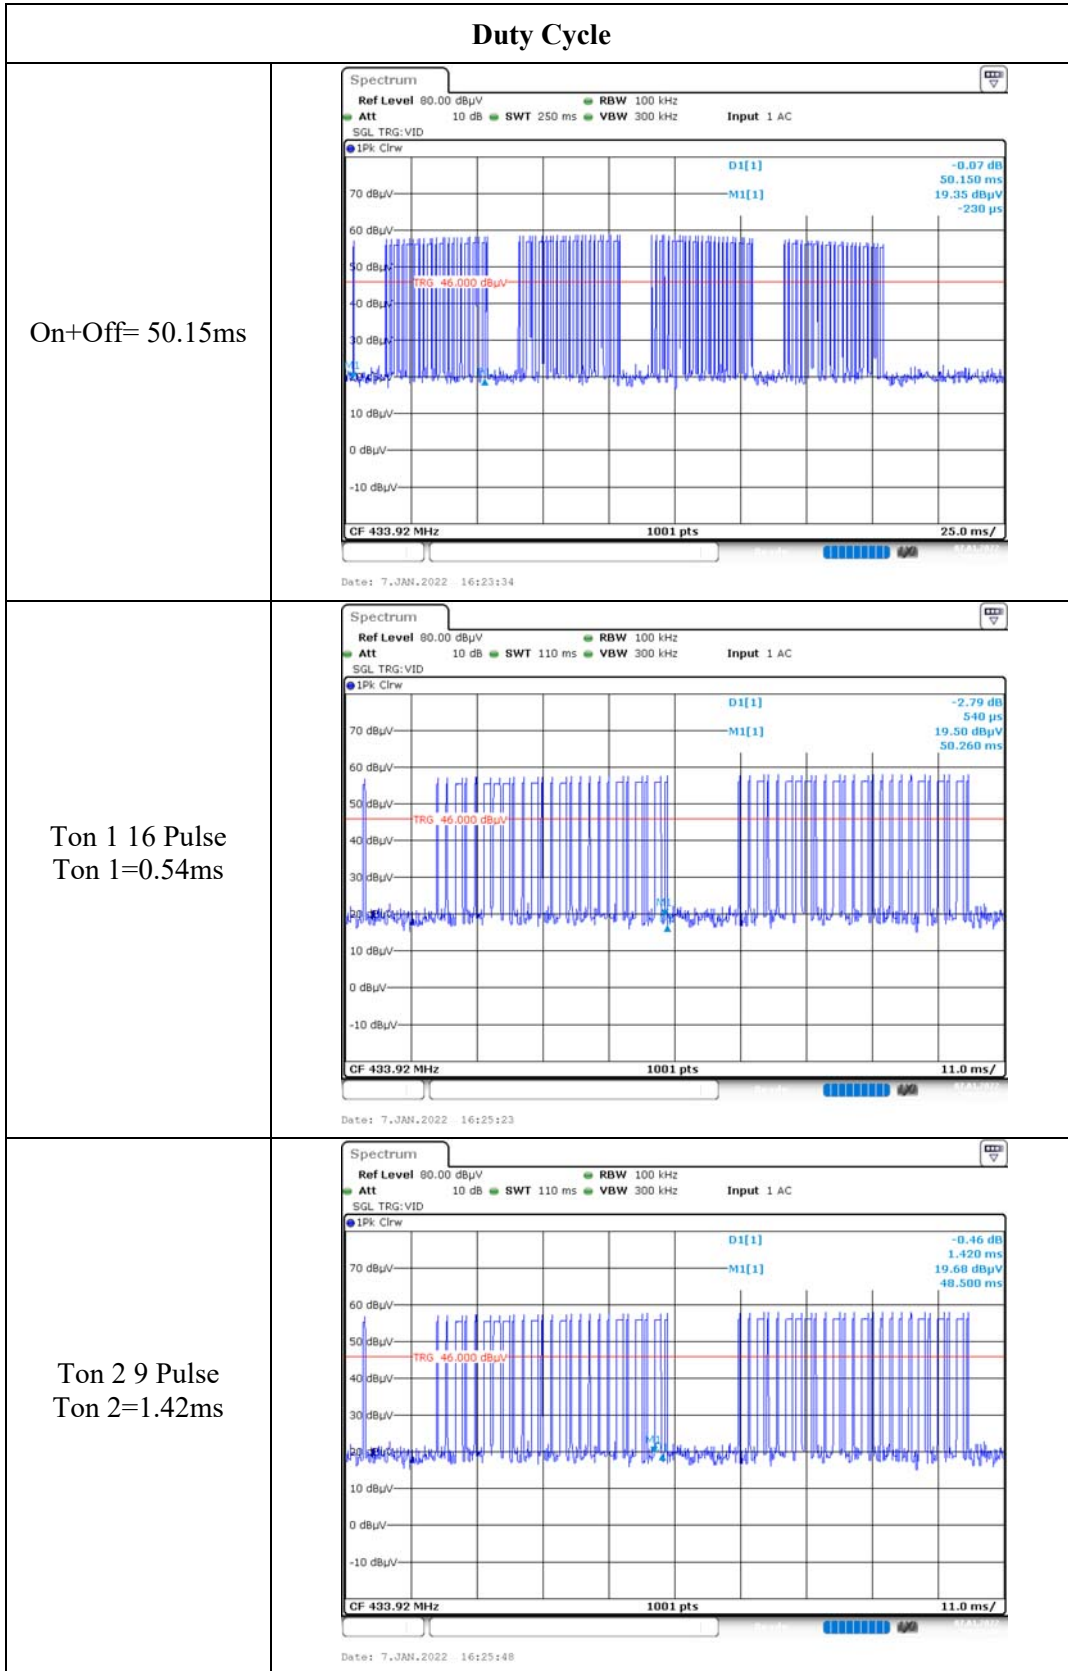 Duty Cycle
On+Off= 50.15ms
Spectrum
Ref Level 80.00 dBµV RBW 100 kHz
Att 10 dB SWT 250 ms VBW 300 kHz Input 1 AC
SGL TRG:VID
1Pk Clrw
D1[1] -0.07 dB
50.150 ms
70 dBµV M1[1] 19.35 dBµV
-230 µs
60 dBµV
50 dBµV
TRG 46.000 dBµV
40 dBµV
30 dBµV
M1
10 dBµV
0 dBµV
-10 dBµV
CF 433.92 MHz 1001 pts 25.0 ms/
Date: 7.JAN.2022 16:23:34
Ton 1 16 Pulse
Ton 1=0.54ms
Spectrum
Ref Level 80.00 dBµV RBW 100 kHz
Att 10 dB SWT 110 ms VBW 300 kHz Input 1 AC
SGL TRG:VID
1Pk Clrw
D1[1] -2.79 dB
540 µs
70 dBµV M1[1] 19.50 dBµV
50.260 ms
60 dBµV
50 dBµV
TRG 46.000 dBµV
40 dBµV
30 dBµV
M1
20 dBµV
10 dBµV
0 dBµV
-10 dBµV
CF 433.92 MHz 1001 pts 11.0 ms/
Date: 7.JAN.2022 16:25:23
Ton 2 9 Pulse
Ton 2=1.42ms
Spectrum
Ref Level 80.00 dBµV RBW 100 kHz
Att 10 dB SWT 110 ms VBW 300 kHz Input 1 AC
SGL TRG:VID
1Pk Clrw
D1[1] -0.46 dB
1.420 ms
70 dBµV M1[1] 19.68 dBµV
48.500 ms
60 dBµV
50 dBµV
TRG 46.000 dBµV
40 dBµV
30 dBµV
M1
20 dBµV
10 dBµV
0 dBµV
-10 dBµV
CF 433.92 MHz 1001 pts 11.0 ms/
Date: 7.JAN.2022 16:25:48